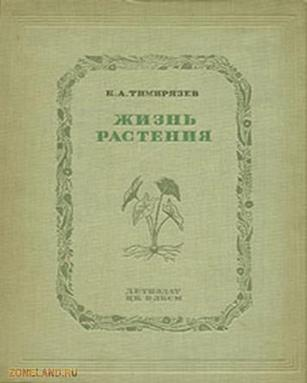 К.А.ТИМИРЯЗЕВ
ЖИЗНЬ
РАСТЕНИЯ
ДЕТИЗДАТ
ЦК ВЛКСМ
ZONELAND.RU